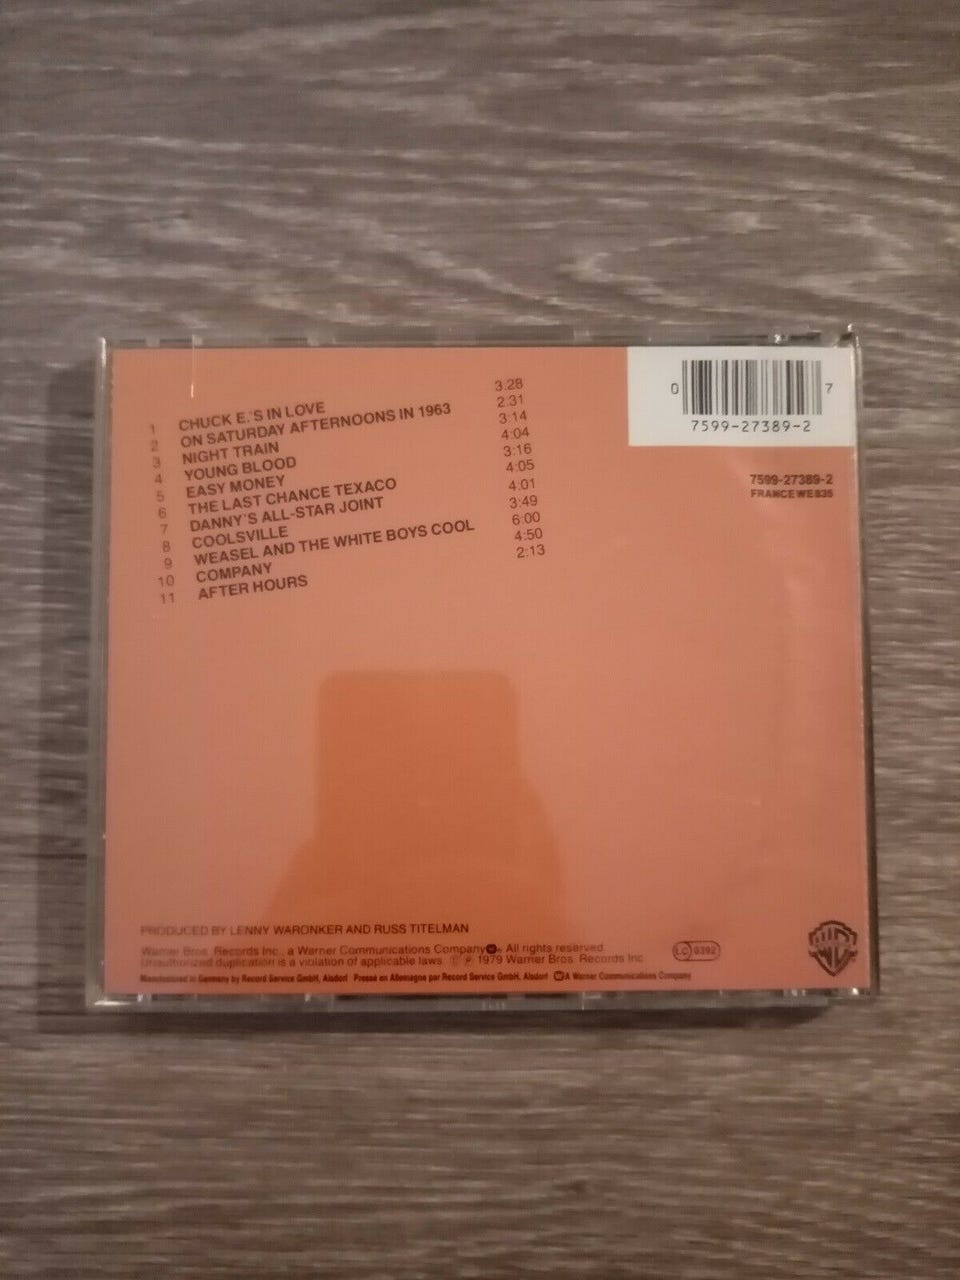 1 CHUCK E.'S IN LOVE 3:28
2 ON SATURDAY AFTERNOONS IN 1963 2:31
3 NIGHT TRAIN 3:14
4 YOUNG BLOOD 4:04
5 EASY MONEY 3:16
6 THE LAST CHANCE TEXACO 4:05
7 DANNY'S ALL-STAR JOINT 4:01
8 COOLSVILLE 3:49
9 WEASEL AND THE WHITE BOYS COOL 6:00
10 COMPANY 4:50
11 AFTER HOURS 2:13
0 7
7599-27389-2
7599-27389-2
FRANCE WE 835
PRODUCED BY LENNY WARONKER AND RUSS TITELMAN
Warner Bros. Records Inc., a Warner Communications Company. All rights reserved.
Unauthorized duplication is a violation of applicable laws. © ℗ 1979 Warner Bros. Records Inc.
Manufactured in Germany by Record Service GmbH, Alsdorf Presse en Allemagne par Record Service GmbH, Alsdorf A Warner Communications Company
LC 0392
WB